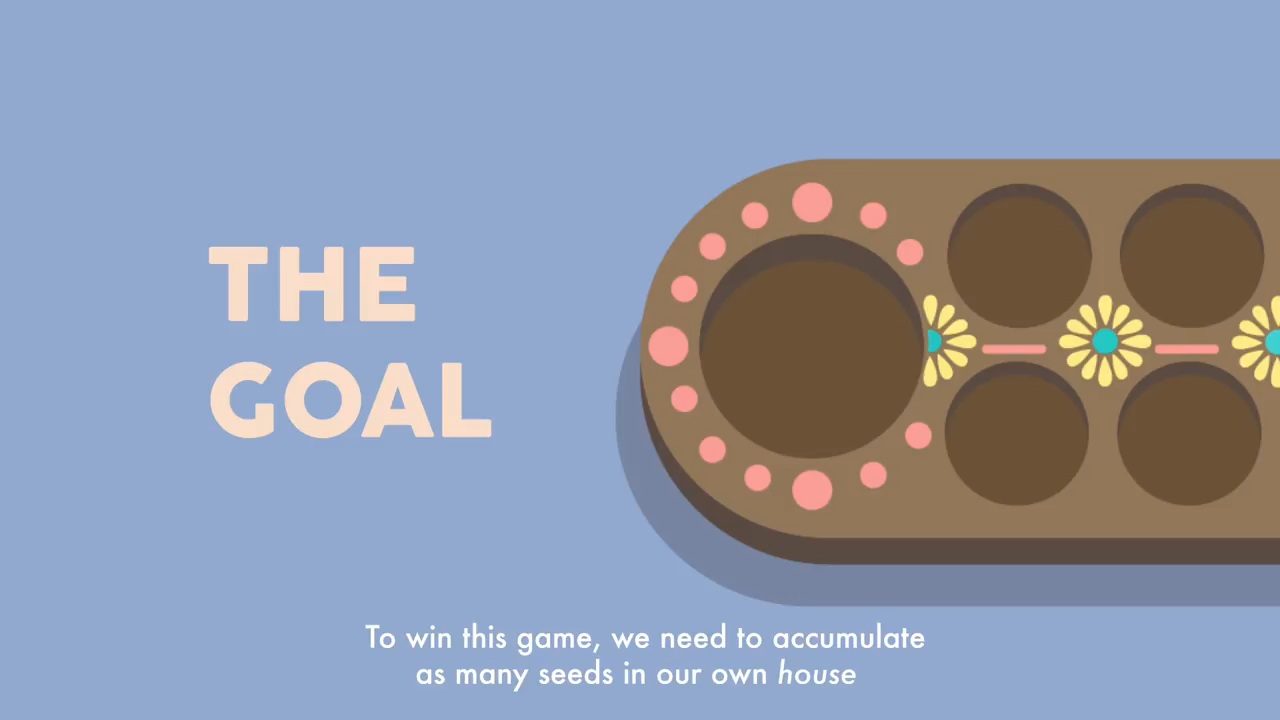 THE
GOAL
To win this game, we need to accumulate
as many seeds in our own house